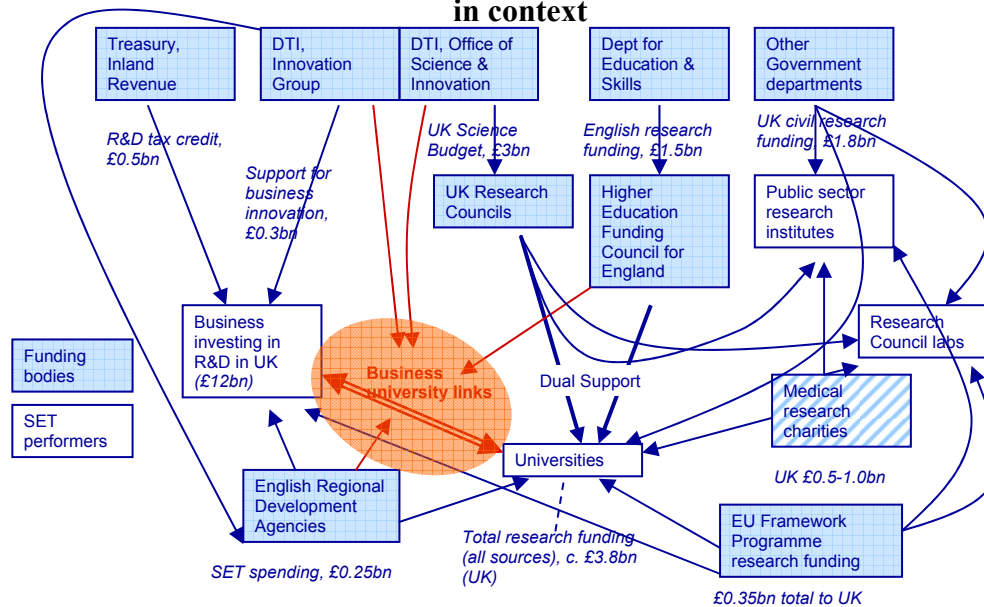 in context
Treasury,
Inland
Revenue
DTI,
Innovation
Group
DTI, Office of
Science &
Innovation
Dept for
Education &
Skills
Other
Government
departments
R&D tax credit,
£0.5bn
Support for
business
innovation,
£0.3bn
UK Science
Budget, £3bn
English research
funding, £1.5bn
UK civil research
funding, £1.8bn
UK Research
Councils
Higher
Education
Funding
Council for
England
Public sector
research
institutes
Business
investing in
R&D in UK
(£12bn)
Research
Council labs
Funding
bodies
SET
performers
Business
university links
Dual Support
Medical
research
charities
Universities
UK £0.5-1.0bn
English Regional
Development
Agencies
SET spending, £0.25bn
Total research funding
(all sources), c. £3.8bn
(UK)
EU Framework
Programme
research funding
£0.35bn total to UK